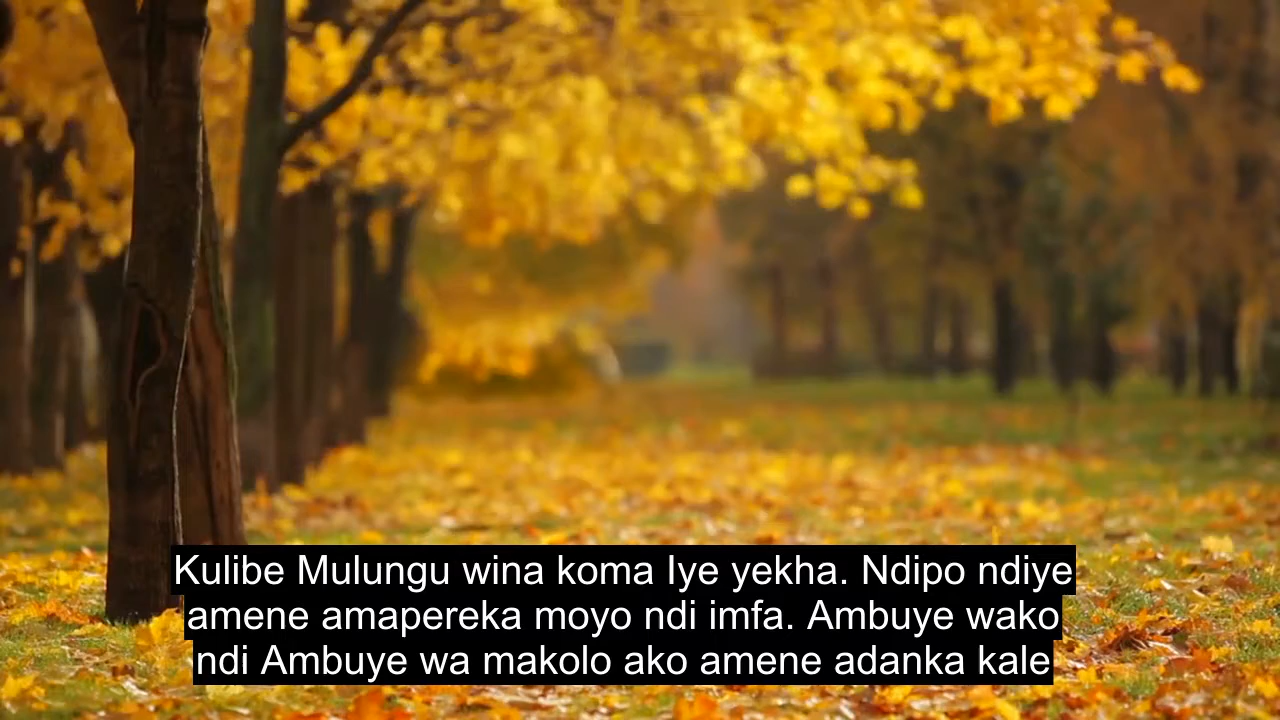 Kulibe Mulungu wina koma Iye yekha. Ndipo ndiye
amene amapereka moyo ndi imfa. Ambuye wako
ndi Ambuye wa makolo ako amene adanka kale